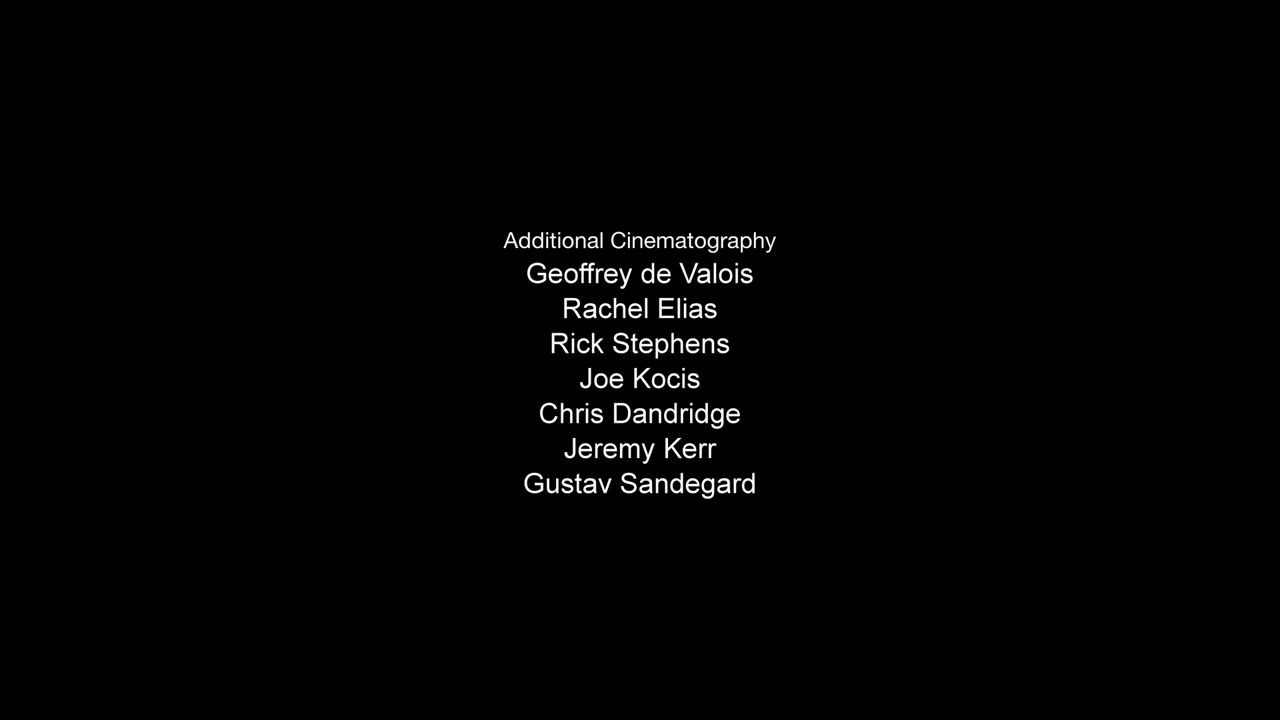 Additional Cinematography
Geoffrey de Valois
Rachel Elias
Rick Stephens
Joe Kocis
Chris Dandridge
Jeremy Kerr
Gustav Sandegard